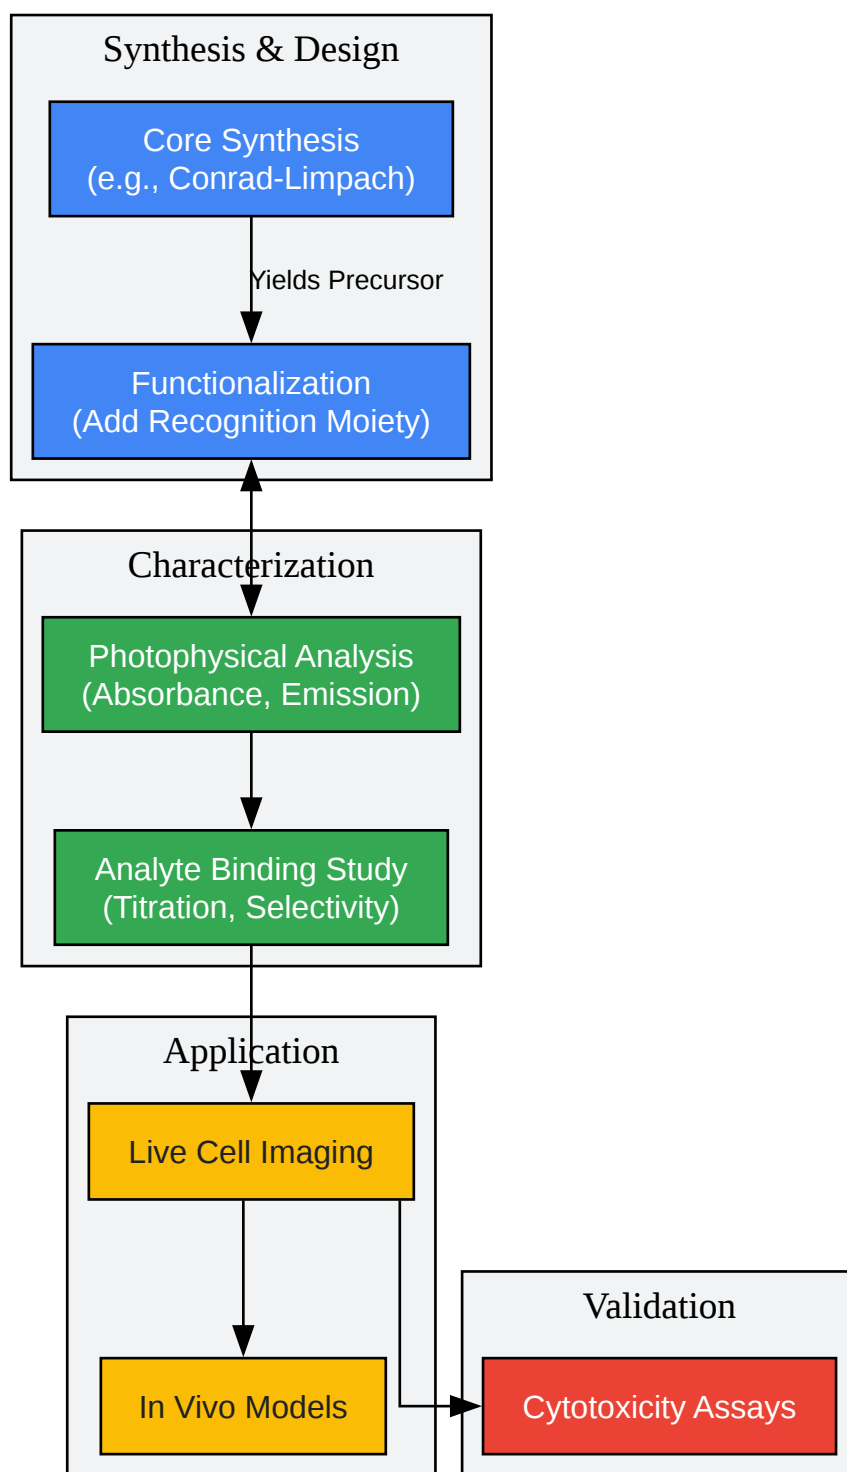 Synthesis & Design
Core Synthesis
(e.g., Conrad-Limpach)
Yields Precursor
Functionalization
(Add Recognition Moiety)
Characterization
Photophysical Analysis
(Absorbance, Emission)
Analyte Binding Study
(Titration, Selectivity)
Application
Live Cell Imaging
Validation
In Vivo Models
Cytotoxicity Assays